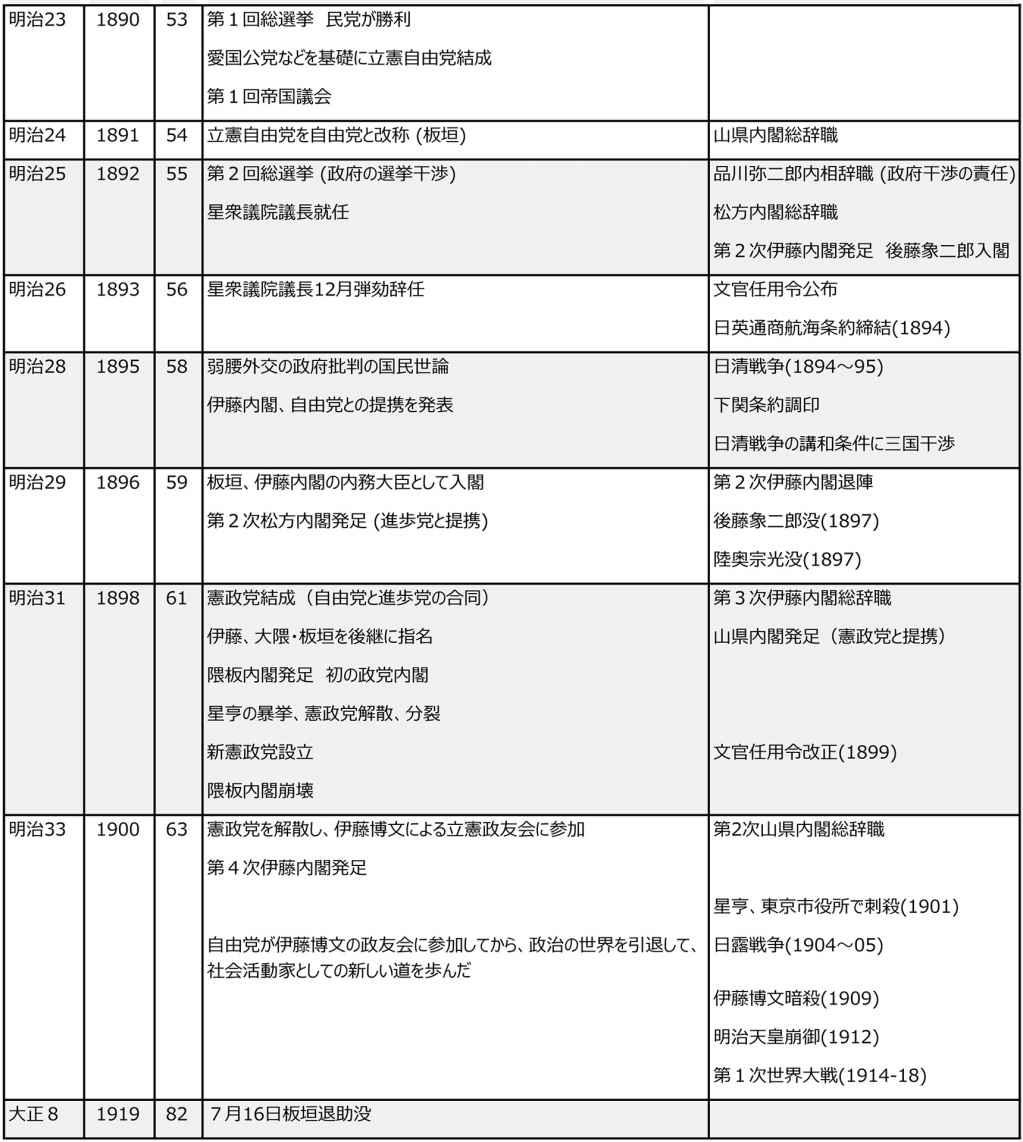 明治23 1890 53 第１回総選挙 民党が勝利
愛国公党などを基礎に立憲自由党結成
第１回帝国議会
明治24 1891 54 立憲自由党を自由党と改称 (板垣) 山県内閣総辞職
明治25 1892 55 第２回総選挙 (政府の選挙干渉) 品川弥二郎内相辞職 (政府干渉の責任)
星衆議院議長就任 松方内閣総辞職
第２次伊藤内閣発足 後藤象二郎入閣
明治26 1893 56 星衆議院議長12月弾劾辞任 文官任用令公布
日英通商航海条約締結(1894)
明治28 1895 58 弱腰外交の政府批判の国民世論 日清戦争(1894～95)
伊藤内閣、自由党との提携を発表 下関条約調印
日清戦争の講和条件に三国干渉
明治29 1896 59 板垣、伊藤内閣の内務大臣として入閣 第２次伊藤内閣退陣
第２次松方内閣発足 (進歩党と提携) 後藤象二郎没(1897)
陸奥宗光没(1897)
明治31 1898 61 憲政党結成（自由党と進歩党の合同） 第３次伊藤内閣総辞職
伊藤、大隈・板垣を後継に指名 山県内閣発足（憲政党と提携）
隈板内閣発足 初の政党内閣
星亨の暴挙、憲政党解散、分裂
新憲政党設立 文官任用令改正(1899)
隈板内閣崩壊
明治33 1900 63 憲政党を解散し、伊藤博文による立憲政友会に参加 第2次山県内閣総辞職
第４次伊藤内閣発足
星亨、東京市役所で刺殺(1901)
自由党が伊藤博文の政友会に参加してから、政治の世界を引退して、 日露戦争(1904～05)
社会活動家としての新しい道を歩んだ
伊藤博文暗殺(1909)
明治天皇崩御(1912)
第１次世界大戦(1914-18)
大正８ 1919 82 ７月16日板垣退助没